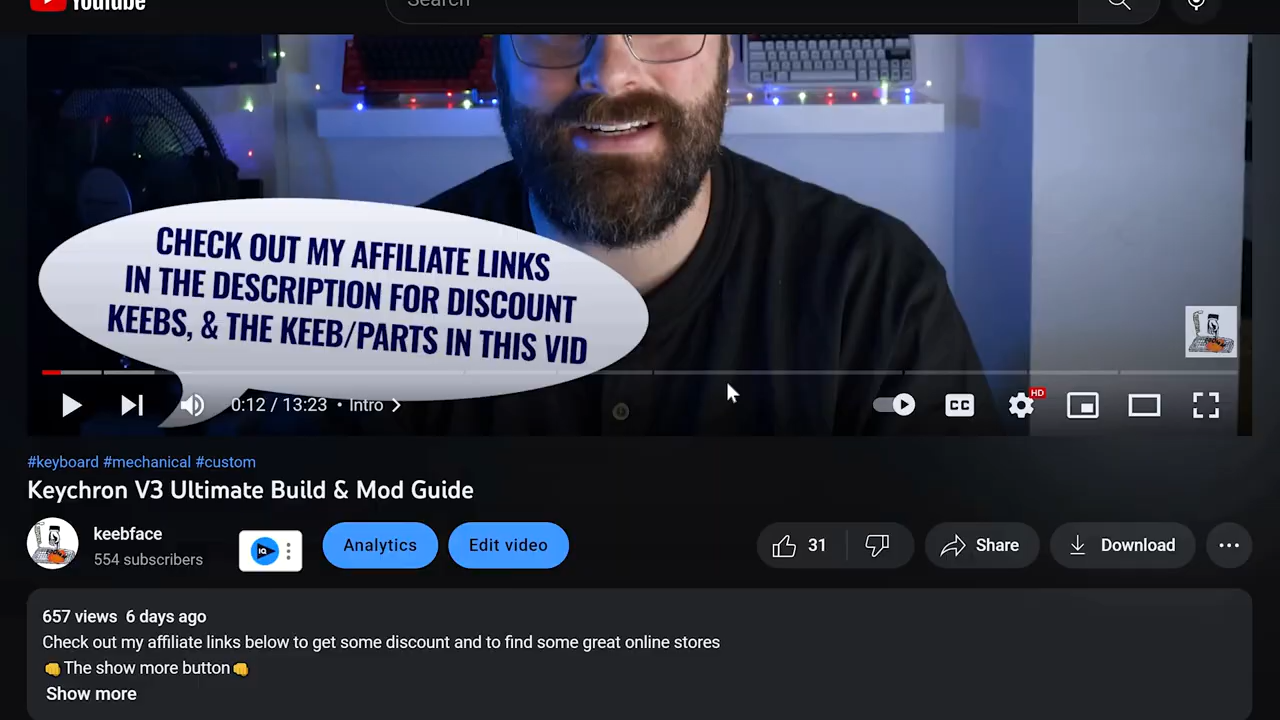 YouTube
Search
CHECK OUT MY AFFILIATE LINKS
IN THE DESCRIPTION FOR DISCOUNT
KEEBS, & THE KEEB/PARTS IN THIS VID
0:12 / 13:23 • Intro
CC
HD
#keyboard #mechanical #custom
Keychron V3 Ultimate Build & Mod Guide
keebface
554 subscribers
IQ
Analytics
Edit video
31
Share
Download
657 views 6 days ago
Check out my affiliate links below to get some discount and to find some great online stores
👊The show more button👊
Show more